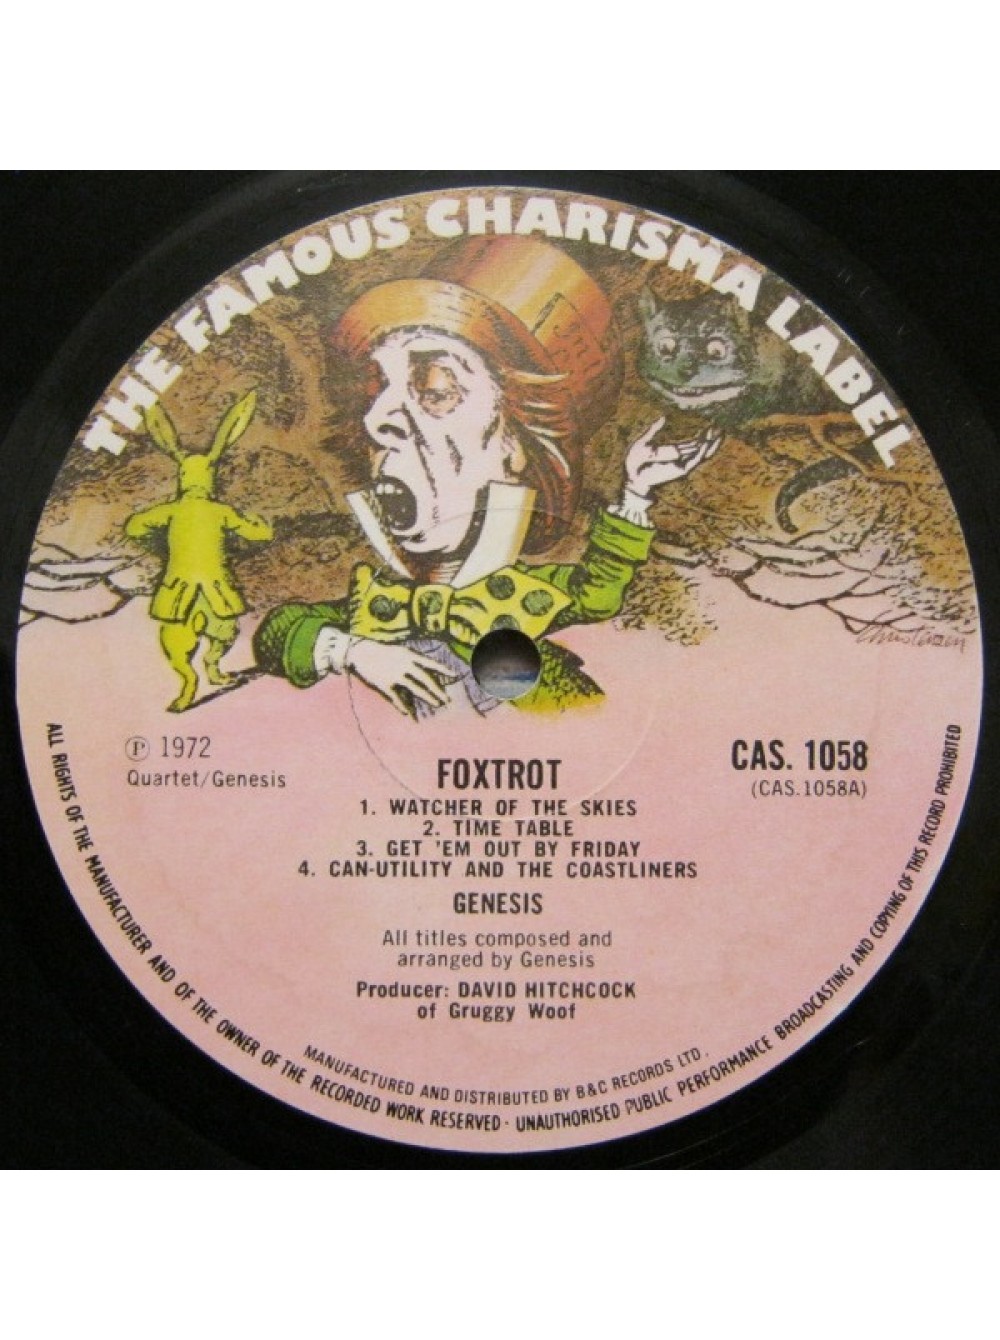 THE FAMOUS CHARISMA LABEL
Ⓟ 1972
Quartet/Genesis
CAS. 1058
(CAS.1058A)
FOXTROT
1. WATCHER OF THE SKIES
2. TIME TABLE
3. GET 'EM OUT BY FRIDAY
4. CAN-UTILITY AND THE COASTLINERS
GENESIS
All titles composed and
arranged by Genesis
Producer: DAVID HITCHCOCK
of Gruggy Woof
MANUFACTURED AND DISTRIBUTED BY B&C RECORDS LTD.
ALL RIGHTS OF THE MANUFACTURER AND OF THE OWNER OF THE RECORDED WORK RESERVED · UNAUTHORISED PUBLIC PERFORMANCE BROADCASTING AND COPYING OF THIS RECORD PROHIBITED